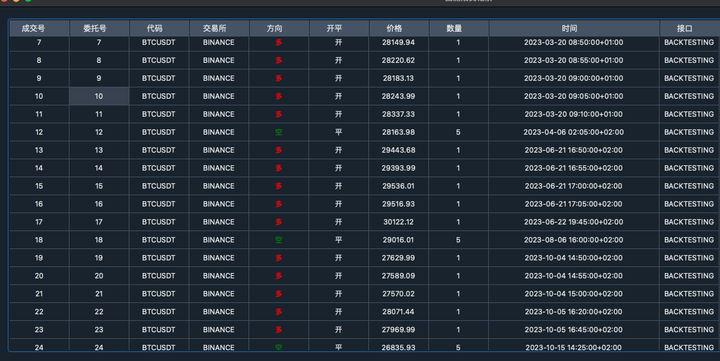 成交号 委托号 代码 交易所 方向 开平 价格 数量 时间 接口
7 7 BTCUSDT BINANCE 多 开 28149.94 1 2023-03-20 08:50:00+01:00 BACKTESTING
8 8 BTCUSDT BINANCE 多 开 28220.62 1 2023-03-20 08:55:00+01:00 BACKTESTING
9 9 BTCUSDT BINANCE 多 开 28183.13 1 2023-03-20 09:00:00+01:00 BACKTESTING
10 10 BTCUSDT BINANCE 多 开 28243.99 1 2023-03-20 09:05:00+01:00 BACKTESTING
11 11 BTCUSDT BINANCE 多 开 28337.33 1 2023-03-20 09:10:00+01:00 BACKTESTING
12 12 BTCUSDT BINANCE 空 平 28163.98 5 2023-04-06 02:05:00+02:00 BACKTESTING
13 13 BTCUSDT BINANCE 多 开 29443.68 1 2023-06-21 16:50:00+02:00 BACKTESTING
14 14 BTCUSDT BINANCE 多 开 29393.99 1 2023-06-21 16:55:00+02:00 BACKTESTING
15 15 BTCUSDT BINANCE 多 开 29536.01 1 2023-06-21 17:00:00+02:00 BACKTESTING
16 16 BTCUSDT BINANCE 多 开 29516.93 1 2023-06-21 17:05:00+02:00 BACKTESTING
17 17 BTCUSDT BINANCE 多 开 30122.12 1 2023-06-22 19:45:00+02:00 BACKTESTING
18 18 BTCUSDT BINANCE 空 平 29016.01 5 2023-08-06 16:00:00+02:00 BACKTESTING
19 19 BTCUSDT BINANCE 多 开 27629.99 1 2023-10-04 14:50:00+02:00 BACKTESTING
20 20 BTCUSDT BINANCE 多 开 27589.09 1 2023-10-04 14:55:00+02:00 BACKTESTING
21 21 BTCUSDT BINANCE 多 开 27570.02 1 2023-10-04 15:00:00+02:00 BACKTESTING
22 22 BTCUSDT BINANCE 多 开 28071.44 1 2023-10-05 16:20:00+02:00 BACKTESTING
23 23 BTCUSDT BINANCE 多 开 27969.99 1 2023-10-05 16:45:00+02:00 BACKTESTING
24 24 BTCUSDT BINANCE 空 平 26835.93 5 2023-10-15 14:25:00+02:00 BACKTESTING